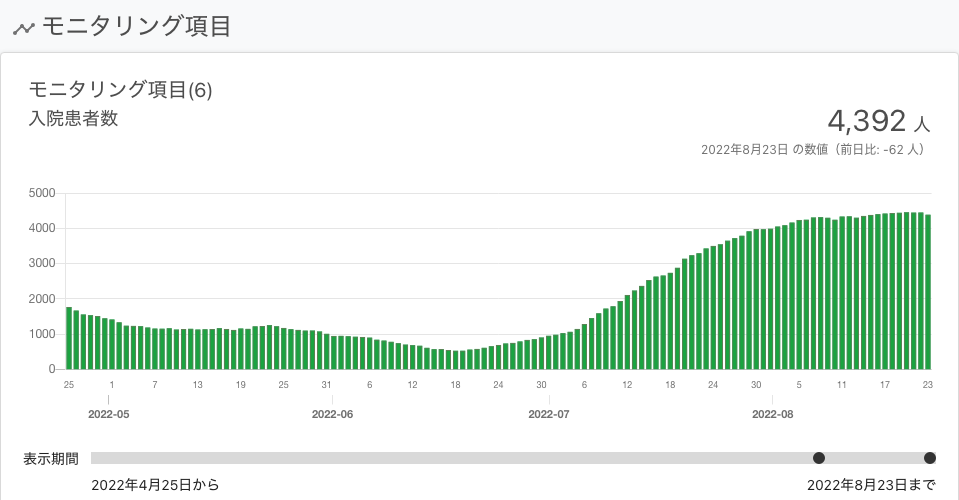 モニタリング項目
モニタリング項目(6)
入院患者数
4,392 人
2022年8月23日 の数値（前日比: -62 人）
5000
4000
3000
2000
1000
0
25 1 7 13 19 25 31 6 12 18 24 30 6 12 18 24 30 5 11 17 23
2022-05 2022-06 2022-07 2022-08
表示期間
2022年4月25日から 2022年8月23日まで